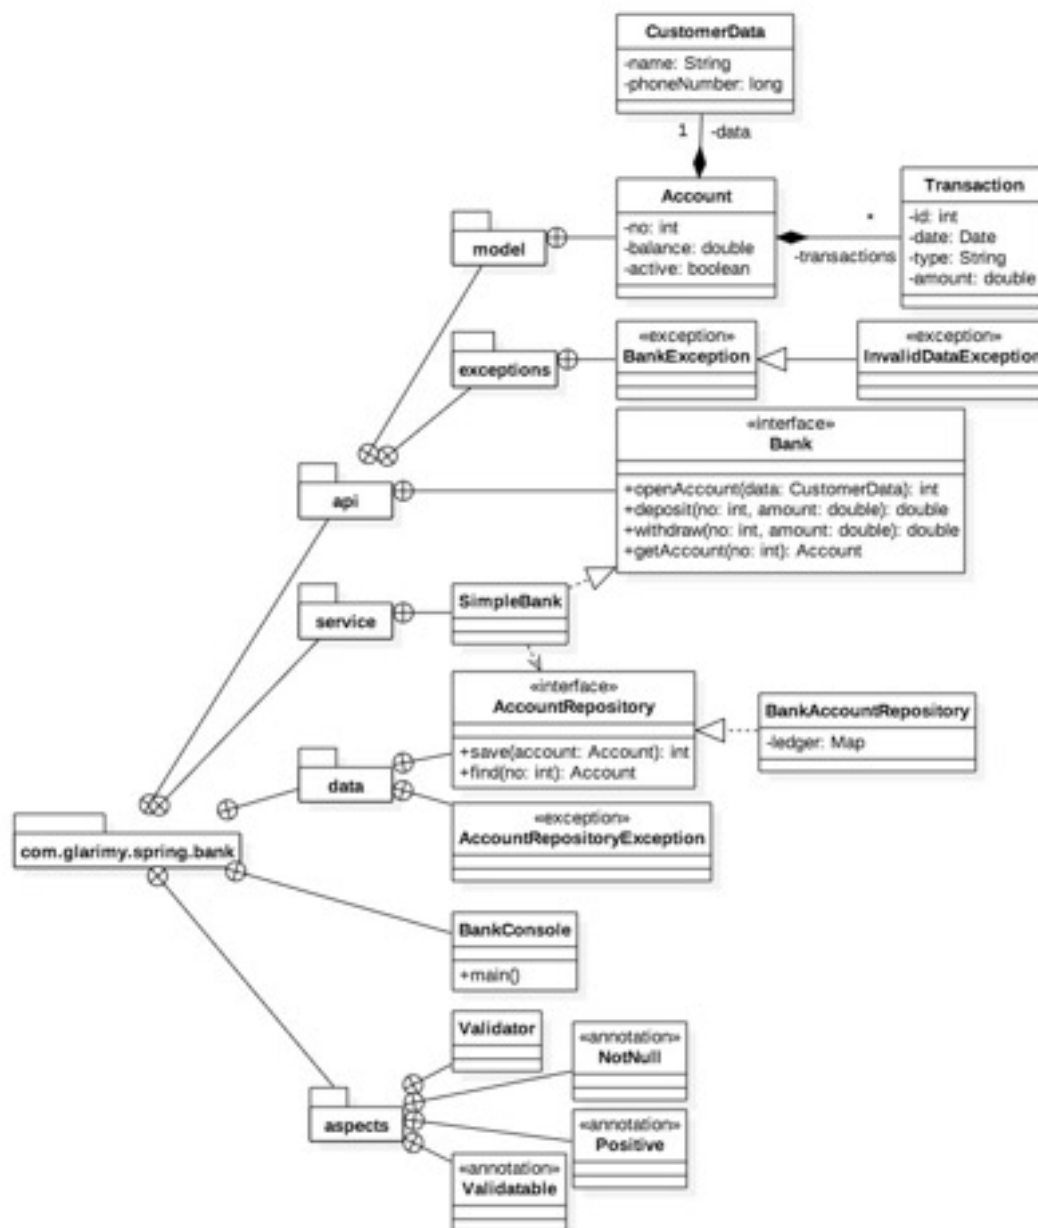 CustomerData
-name: String
-phoneNumber: long
1
-data
Account
-no: int
-balance: double
-active: boolean
*
-transactions
Transaction
-id: int
-date: Date
-type: String
-amount: double
model
exceptions
«exception»
BankException
«exception»
InvalidDataException
api
«interface»
Bank
+openAccount(data: CustomerData): int
+deposit(no: int, amount: double): double
+withdraw(no: int, amount: double): double
+getAccount(no: int): Account
service
SimpleBank
«interface»
AccountRepository
+save(account: Account): int
+find(no: int): Account
BankAccountRepository
-ledger: Map
data
«exception»
AccountRepositoryException
com.glarimy.spring.bank
BankConsole
+main()
Validator
«annotation»
NotNull
aspects
«annotation»
Positive
«annotation»
Validatable